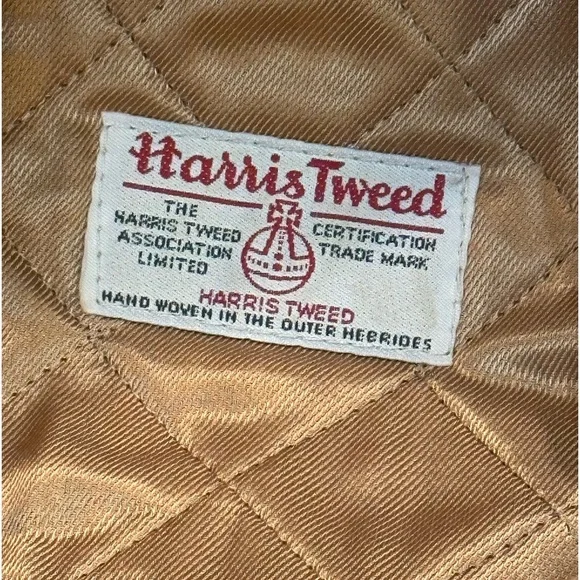 Harris Tweed
THE
HARRIS TWEED
ASSOCIATION
LIMITED
CERTIFICATION
TRADE MARK
HARRIS TWEED
HAND WOVEN IN THE OUTER HEBRIDES